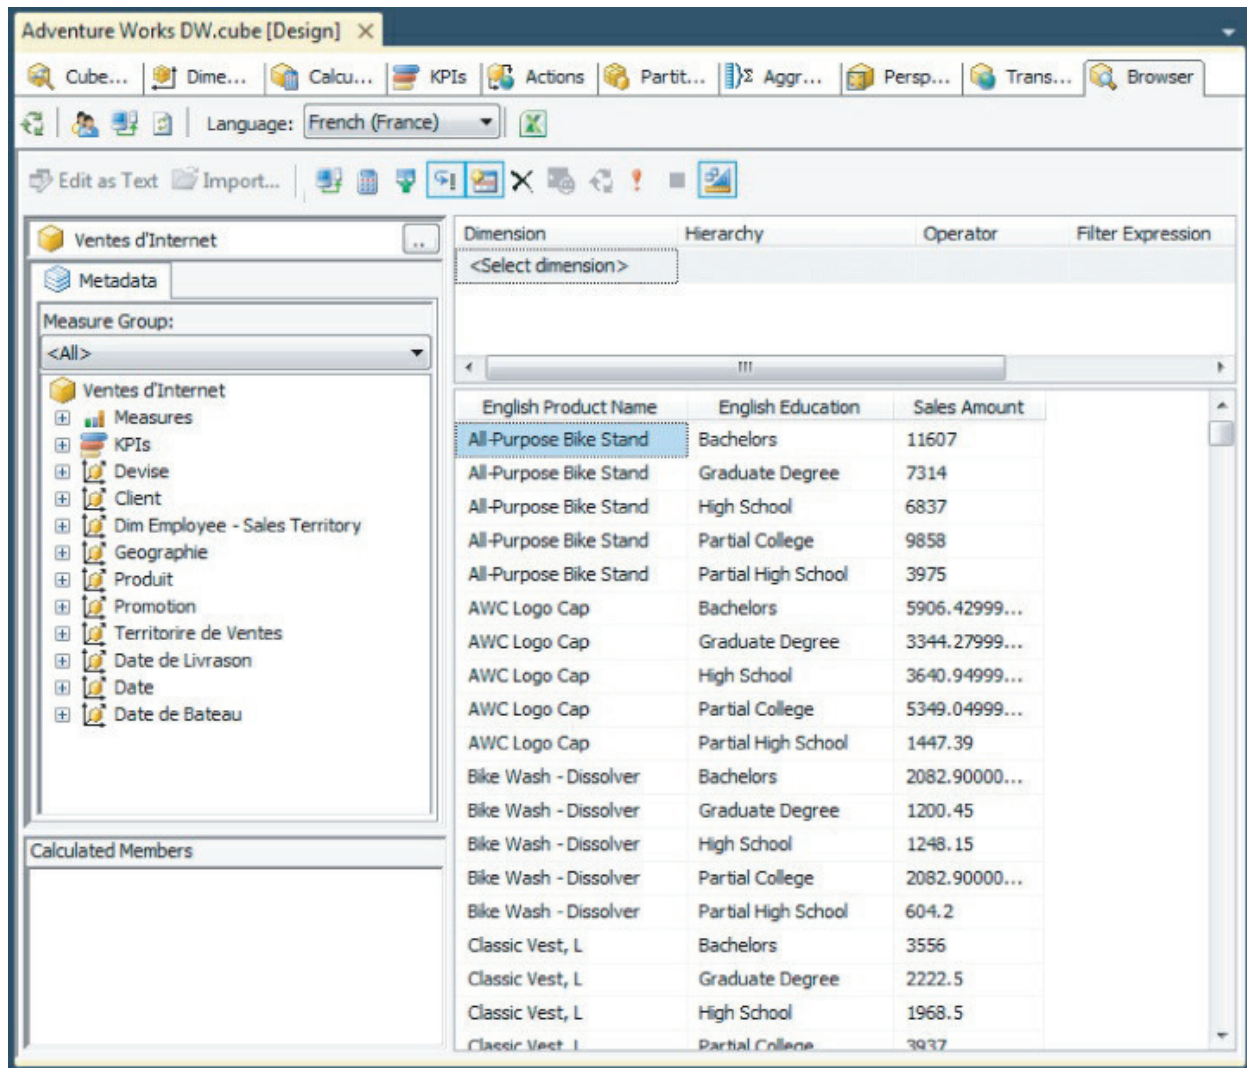 Adventure Works DW.cube [Design]
Cube... Dime... Calcu... KPIs Actions Partit... Aggr... Persp... Trans... Browser
Language: French (France)
Edit as Text Import...
Ventes d'Internet ..
Metadata
Measure Group:
<All>
Ventes d'Internet
Measures
KPIs
Devise
Client
Dim Employee - Sales Territory
Geographie
Produit
Promotion
Territorire de Ventes
Date de Livrason
Date
Date de Bateau
Calculated Members
Dimension Hierarchy Operator Filter Expression
<Select dimension>
English Product Name English Education Sales Amount
All-Purpose Bike Stand Bachelors 11607
All-Purpose Bike Stand Graduate Degree 7314
All-Purpose Bike Stand High School 6837
All-Purpose Bike Stand Partial College 9858
All-Purpose Bike Stand Partial High School 3975
AWC Logo Cap Bachelors 5906.42999...
AWC Logo Cap Graduate Degree 3344.27999...
AWC Logo Cap High School 3640.94999...
AWC Logo Cap Partial College 5349.04999...
AWC Logo Cap Partial High School 1447.39
Bike Wash - Dissolver Bachelors 2082.90000...
Bike Wash - Dissolver Graduate Degree 1200.45
Bike Wash - Dissolver High School 1248.15
Bike Wash - Dissolver Partial College 2082.90000...
Bike Wash - Dissolver Partial High School 604.2
Classic Vest, L Bachelors 3556
Classic Vest, L Graduate Degree 2222.5
Classic Vest, L High School 1968.5
Classic Vest, L Partial College 3937